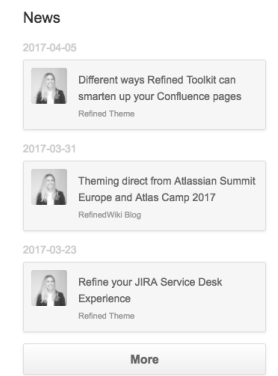 News
2017-04-05
Different ways Refined Toolkit can
smarten up your Confluence pages
Refined Theme
2017-03-31
Theming direct from Atlassian Summit
Europe and Atlas Camp 2017
RefinedWiki Blog
2017-03-23
Refine your JIRA Service Desk
Experience
Refined Theme
More